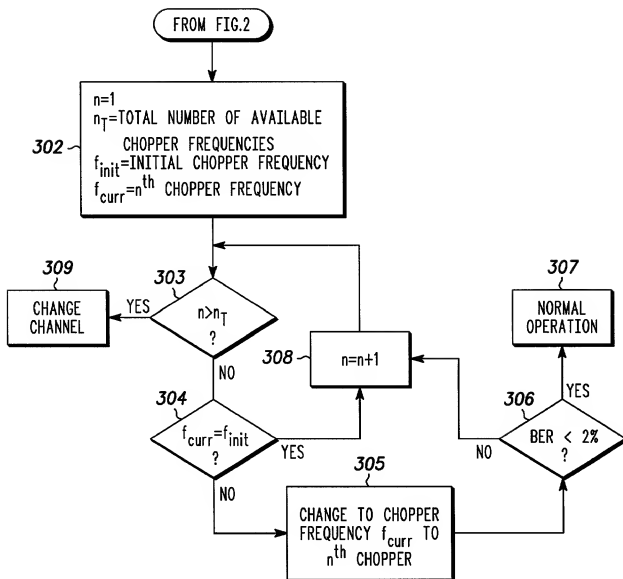 FROM FIG.2
302
n=1
n_T=TOTAL NUMBER OF AVAILABLE
CHOPPER FREQUENCIES
f_init=INITIAL CHOPPER FREQUENCY
f_curr=n^th CHOPPER FREQUENCY
309
CHANGE
CHANNEL
YES
303
n>n_T
?
NO
304
f_curr=f_init
?
YES
NO
308
n=n+1
307
NORMAL
OPERATION
YES
306
BER < 2%
?
NO
305
CHANGE TO CHOPPER
FREQUENCY f_curr TO
n^th CHOPPER